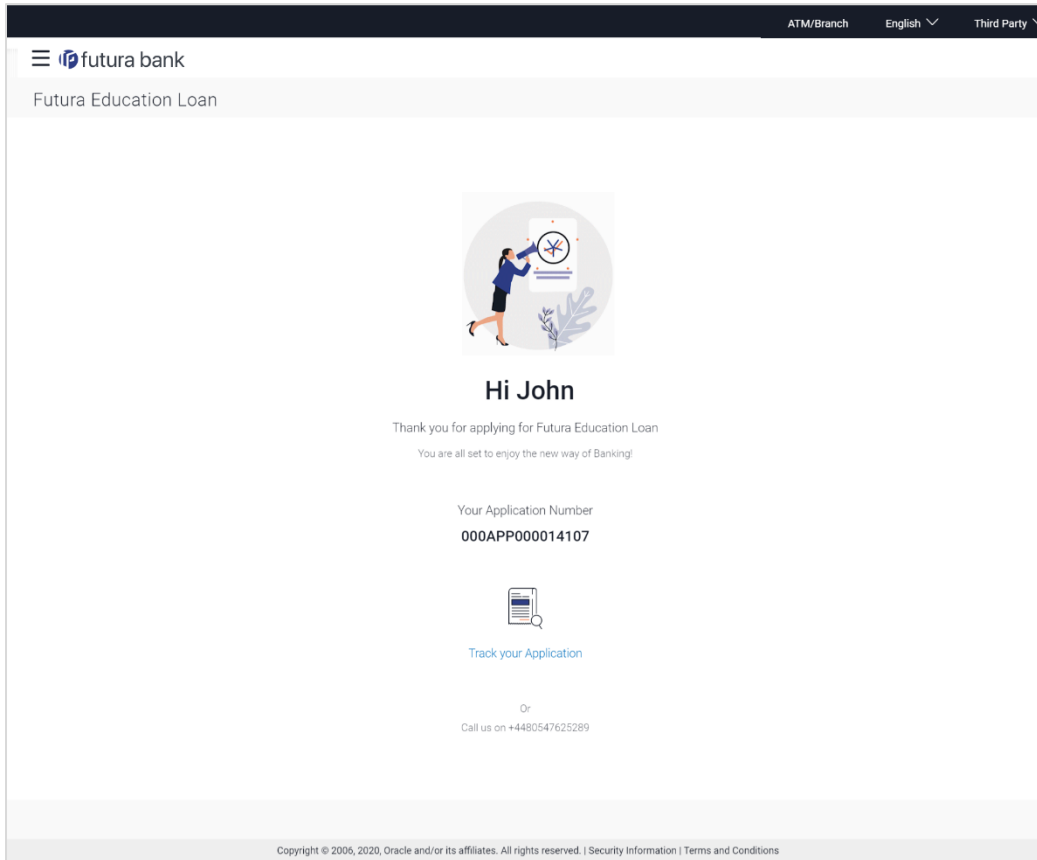 ATM/Branch English Third Party
futura bank
Futura Education Loan
Hi John
Thank you for applying for Futura Education Loan
You are all set to enjoy the new way of Banking!
Your Application Number
000APP000014107
Track your Application
Or
Call us on +4480547625289
Copyright © 2006, 2020, Oracle and/or its affiliates. All rights reserved. | Security Information | Terms and Conditions